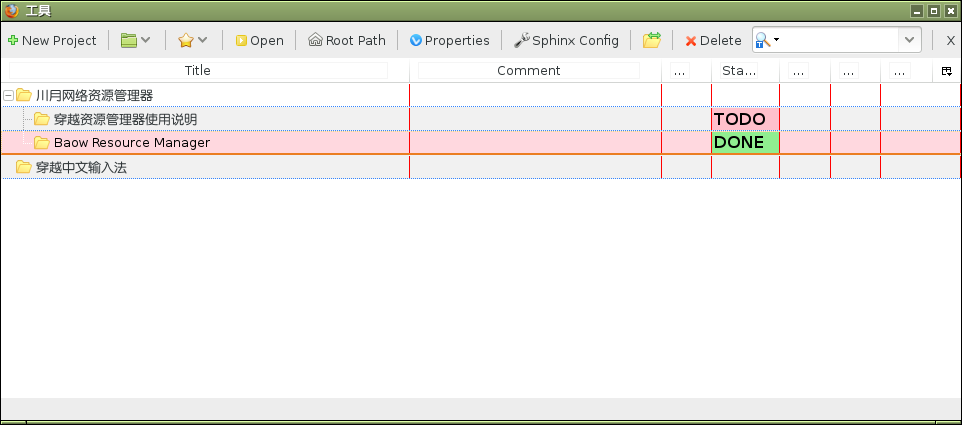 工具
New Project Open Root Path Properties Sphinx Config Delete X
Title Comment ... Sta... ... ... ...
川月网络资源管理器
穿越资源管理器使用说明 TODO
Baow Resource Manager DONE
穿越中文输入法